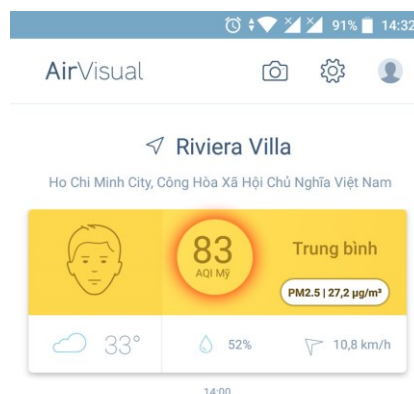 91% 14:32
AirVisual
Riviera Villa
Ho Chi Minh City, Công Hòa Xã Hội Chủ Nghĩa Việt Nam
83
AQI Mỹ
Trung bình
PM2.5 | 27,2 µg/m³
33°
52%
10,8 km/h
14:00